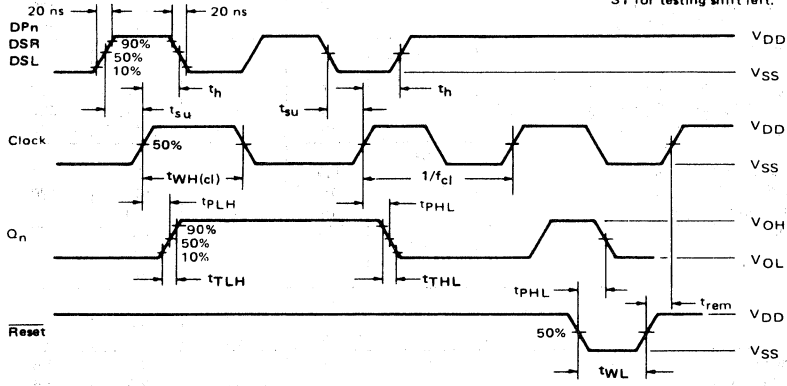 S1 for testing shift left.
20 ns
20 ns
DPn
DSR
DSL
90%
50%
10%
VDD
VSS
th
th
tsu
tsu
Clock
50%
VDD
VSS
tWH(cl)
1/fcl
tPLH
tPHL
Qn
90%
50%
10%
VOH
VOL
tTLH
tTHL
tPHL
trem
Reset
50%
VDD
VSS
tWL